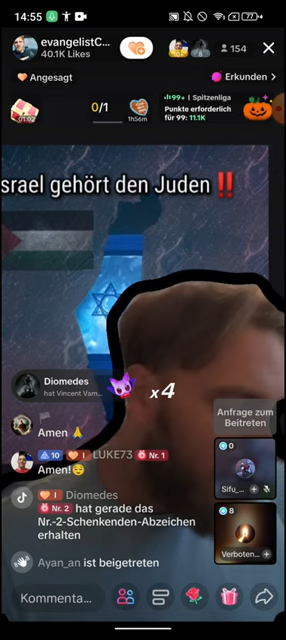 14:55
77
evangelistC...
40.1K Likes
154
Angesagt
Erkunden >
01:02
0/1
1h56m
99+ | Spitzenliga
Punkte erforderlich
für 99: 11.1K
srael gehört den Juden ‼️
Diomedes
hat Vincent Vam...
x4
Anfrage zum
Beitreten
Amen 🙏
10 1 LUKE73 Nr. 1
Amen!😌
0
Sifu_...
1 Diomedes
Nr. 2 hat gerade das
Nr.-2-Schenkenden-Abzeichen
erhalten
8
Verboten...
Ayan_an ist beigetreten
Kommenta...